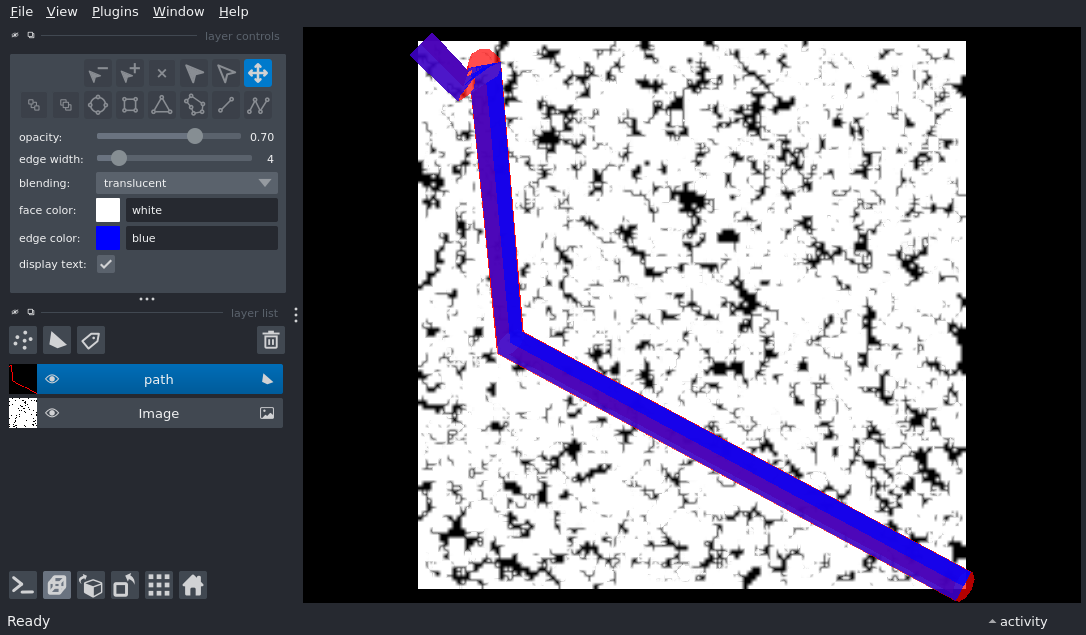 File View Plugins Window Help
layer controls
opacity: 0.70
edge width: 4
blending: translucent
face color: white
edge color: blue
display text:
layer list
path
Image
Ready
activity